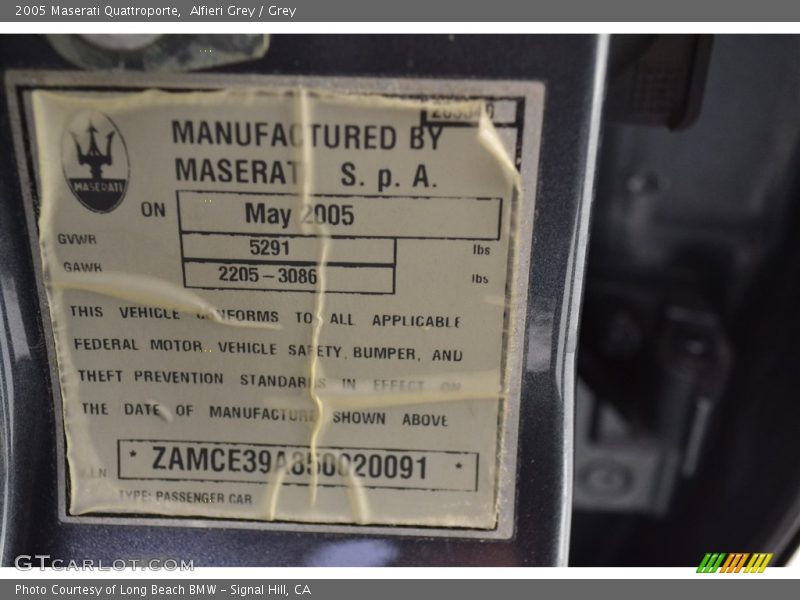 2005 Maserati Quattroporte, Alfieri Grey / Grey
MANUFACTURED BY
MASERATI S. p. A.
MASERATI
ON May 2005
GVWR 5291 lbs
GAWR 2205-3086 lbs
THIS VEHICLE CONFORMS TO ALL APPLICABLE
FEDERAL MOTOR VEHICLE SAFETY, BUMPER, AND
THEFT PREVENTION STANDARDS IN EFFECT ON
THE DATE OF MANUFACTURE SHOWN ABOVE
V.I.N * ZAMCE39A850020091 *
TYPE: PASSENGER CAR
GTCARLOT.COM
Photo Courtesy of Long Beach BMW - Signal Hill, CA